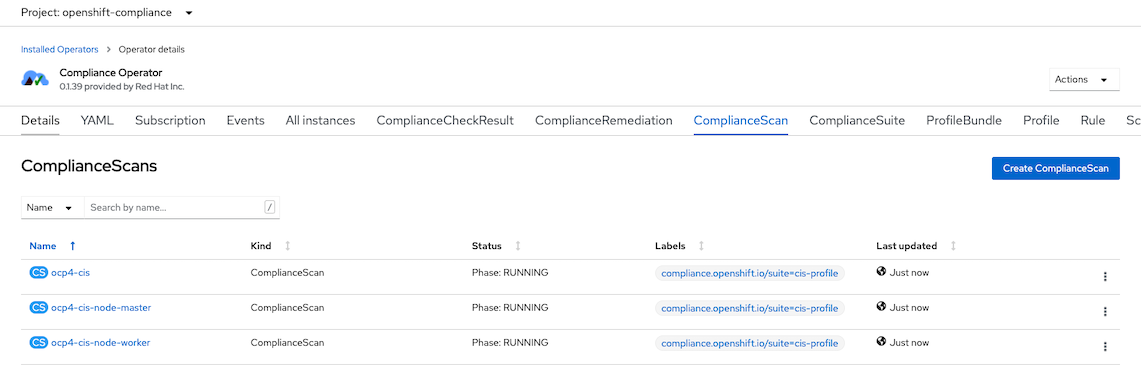 Project: openshift-compliance
Installed Operators > Operator details
Compliance Operator
0.1.39 provided by Red Hat Inc.
Actions
Details YAML Subscription Events All instances ComplianceCheckResult ComplianceRemediation ComplianceScan ComplianceSuite ProfileBundle Profile Rule Sc
ComplianceScans
Create ComplianceScan
Name Search by name... /
Name Kind Status Labels Last updated
CS ocp4-cis ComplianceScan Phase: RUNNING compliance.openshift.io/suite=cis-profile Just now
CS ocp4-cis-node-master ComplianceScan Phase: RUNNING compliance.openshift.io/suite=cis-profile Just now
CS ocp4-cis-node-worker ComplianceScan Phase: RUNNING compliance.openshift.io/suite=cis-profile Just now